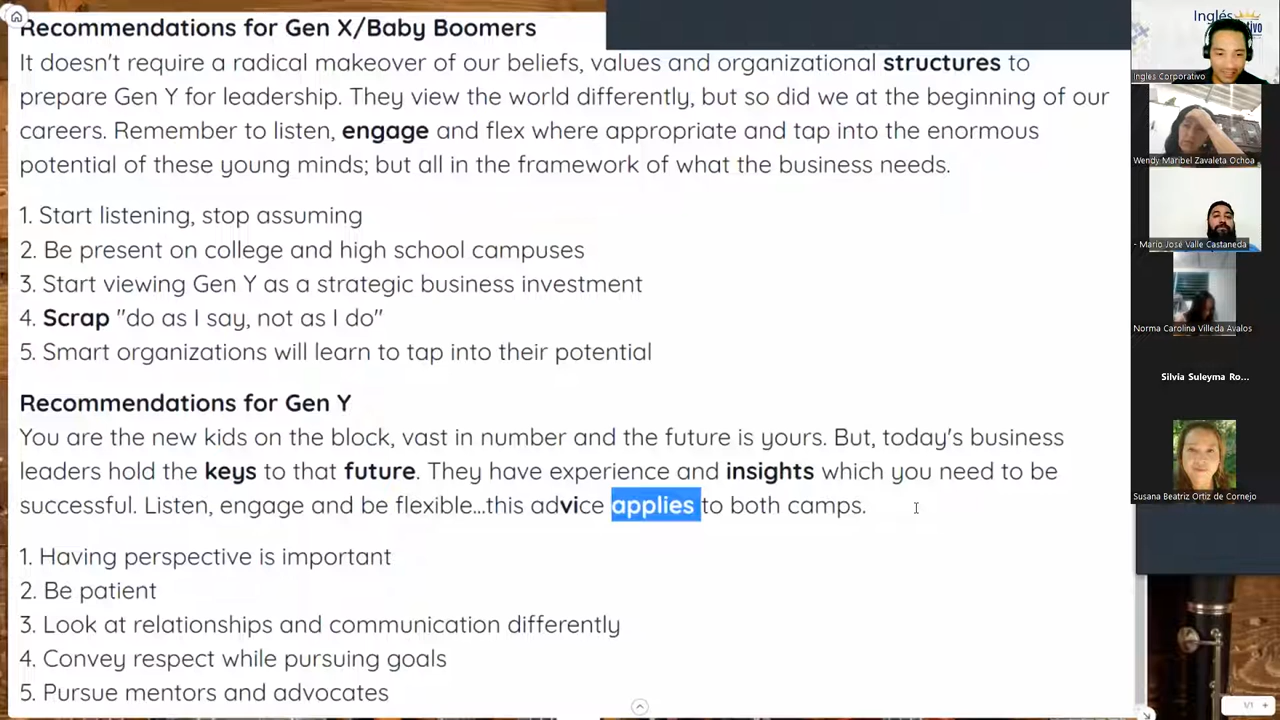 Recommendations for Gen X/Baby Boomers
It doesn't require a radical makeover of our beliefs, values and organizational structures to
prepare Gen Y for leadership. They view the world differently, but so did we at the beginning of our
careers. Remember to listen, engage and flex where appropriate and tap into the enormous
potential of these young minds; but all in the framework of what the business needs.
1. Start listening, stop assuming
2. Be present on college and high school campuses
3. Start viewing Gen Y as a strategic business investment
4. Scrap "do as I say, not as I do"
5. Smart organizations will learn to tap into their potential
Recommendations for Gen Y
You are the new kids on the block, vast in number and the future is yours. But, today's business
leaders hold the keys to that future. They have experience and insights which you need to be
successful. Listen, engage and be flexible...this advice applies to both camps.
1. Having perspective is important
2. Be patient
3. Look at relationships and communication differently
4. Convey respect while pursuing goals
5. Pursue mentors and advocates
Inglés
Ingles Corporativo
Wendy Maribel Zavaleta Ochoa
- Mario José Valle Castaneda
Norma Carolina Villeda Avalos
Silvia Suleyma Ro...
Susana Beatriz Ortiz de Cornejo
1/1